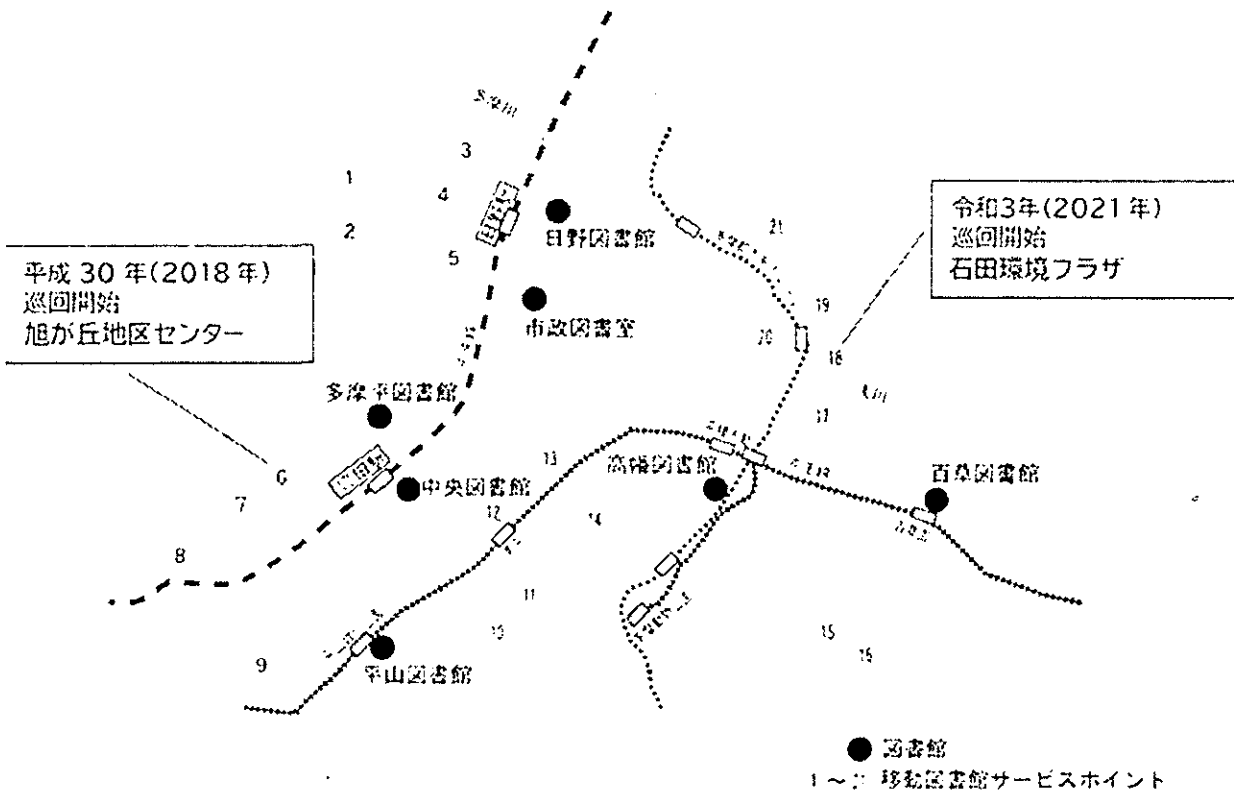 多摩川
3
1
4
2
5
日野図書館
市政図書室
平成 30 年(2018年)
巡回開始
旭が丘地区センター
多摩平図書館
中央図書館
6
7
8
9
平山図書館
10
11
12
13
14
高幡図書館
百草図書館
15
16
17
18
19
20
21
令和3年(2021年)
巡回開始
石田環境プラザ
図書館
移動図書館サービスポイント